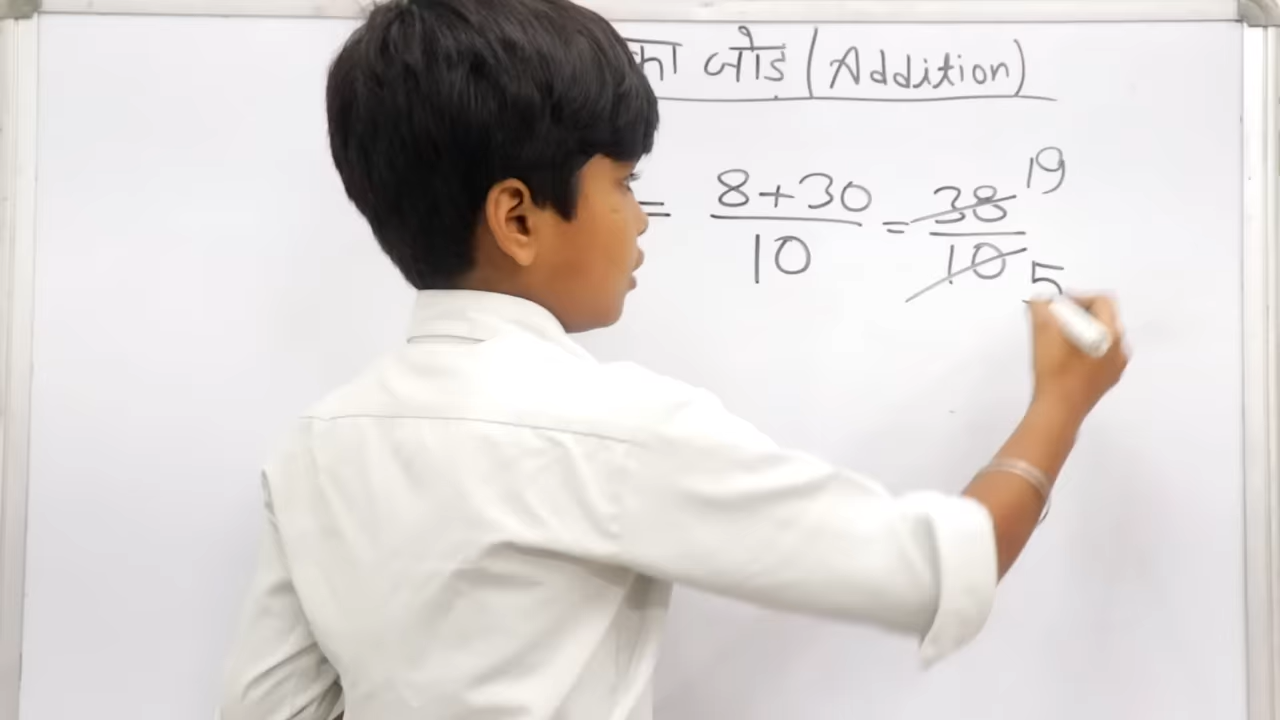 का जोड (Addition)
= 8+30/10 = 38/10 19/5